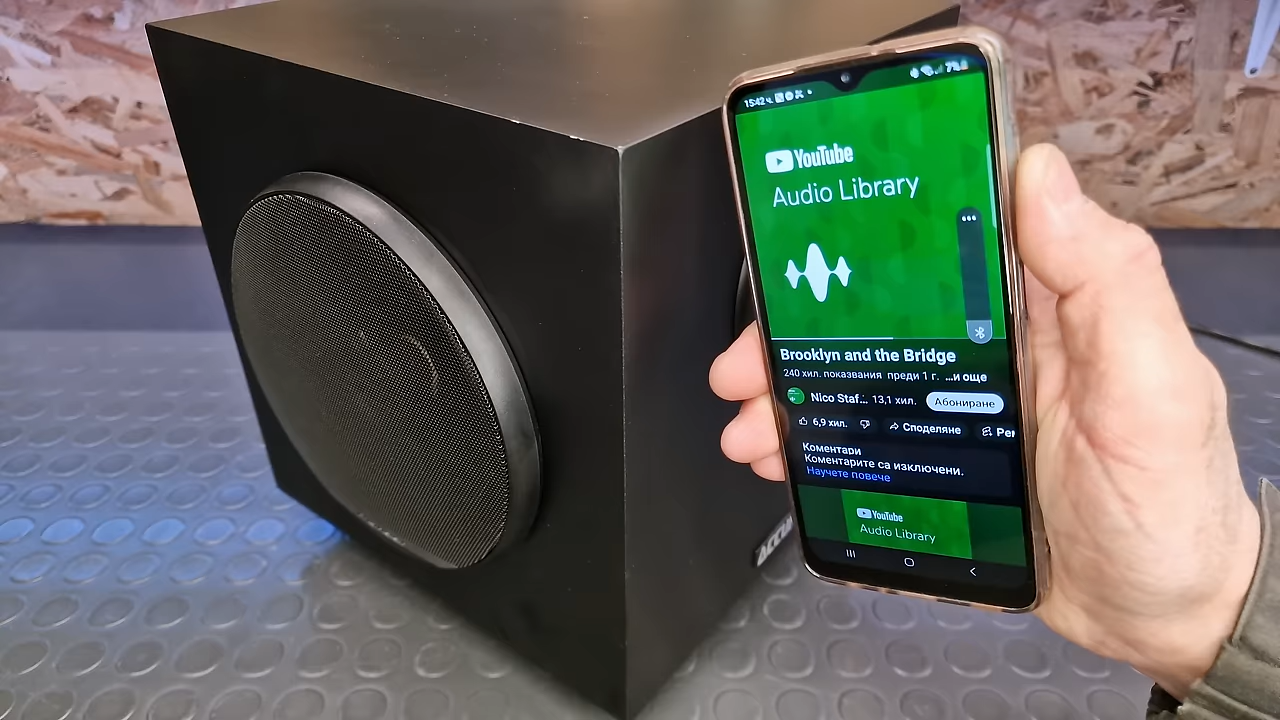 15:42 ч.
YouTube
Audio Library
Brooklyn and the Bridge
240 хил. показвания преди 1 г. ...и още
Nico Staf... 13,1 хил. Абониране
6,9 хил. Споделяне
Коментари
Коментарите са изключени.
Научете повече
YouTube
Audio Library